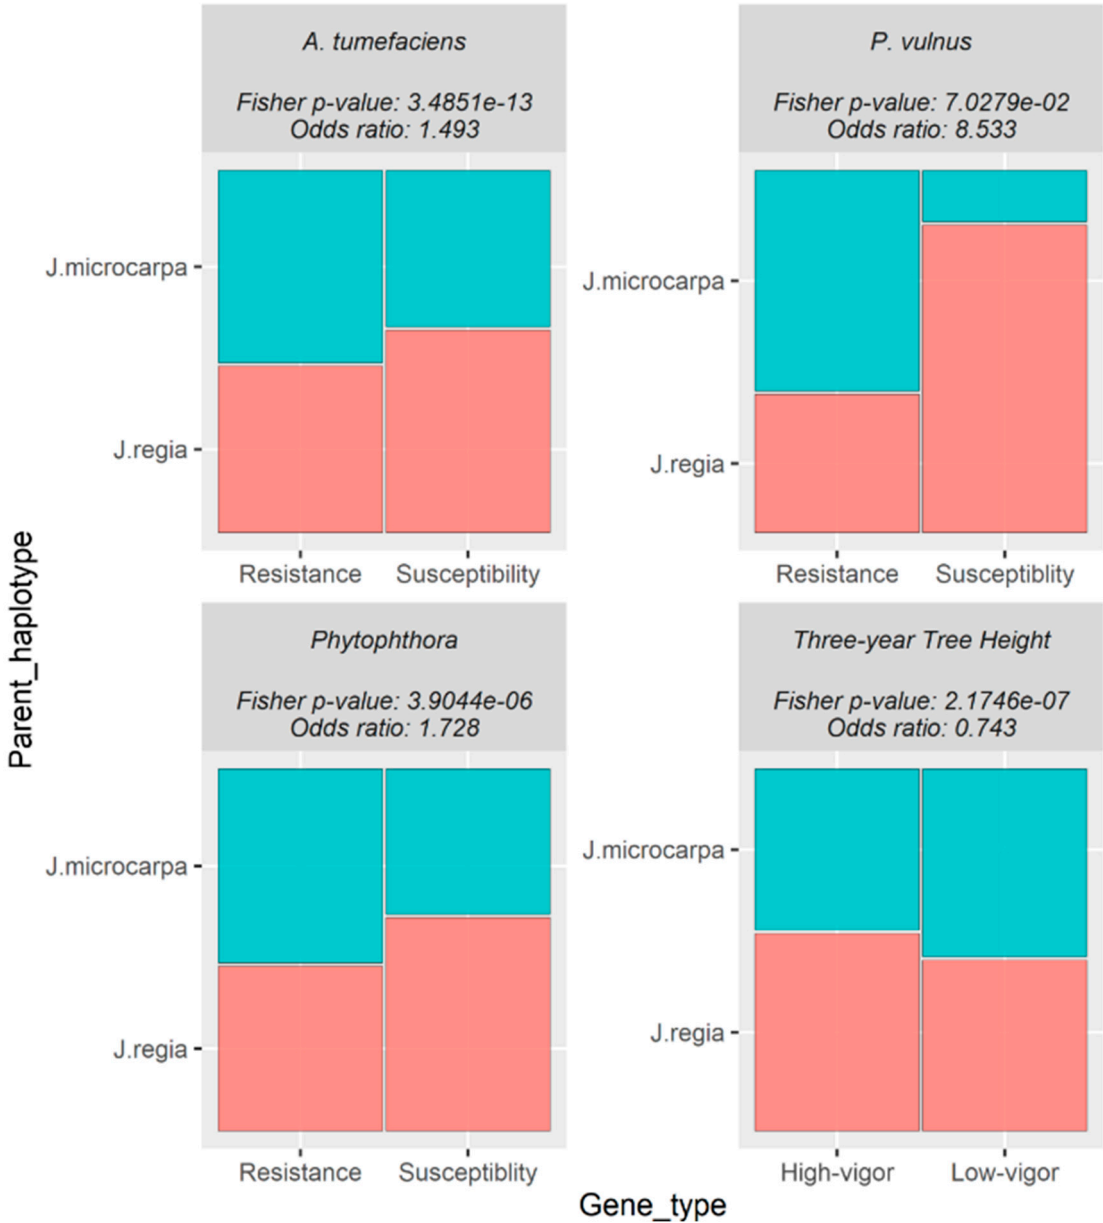 A. tumefaciens
Fisher p-value: 3.4851e-13
Odds ratio: 1.493
J.microcarpa
J.regia
Resistance Susceptibility
P. vulnus
Fisher p-value: 7.0279e-02
Odds ratio: 8.533
J.microcarpa
J.regia
Resistance Susceptiblity
Phytophthora
Fisher p-value: 3.9044e-06
Odds ratio: 1.728
J.microcarpa
J.regia
Resistance Susceptiblity
Three-year Tree Height
Fisher p-value: 2.1746e-07
Odds ratio: 0.743
J.microcarpa
J.regia
High-vigor Low-vigor
Parent_haplotype
Gene_type